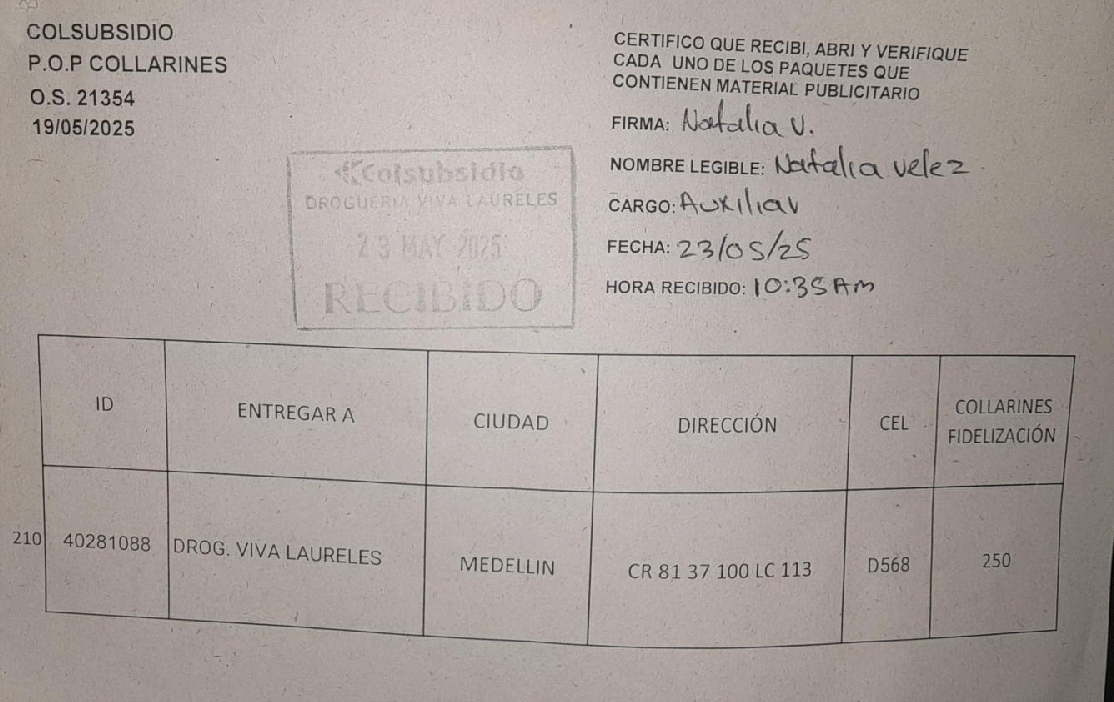 COLSUBSIDIO
P.O.P COLLARINES
O.S. 21354
19/05/2025
CERTIFICO QUE RECIBI, ABRI Y VERIFIQUE
CADA UNO DE LOS PAQUETES QUE
CONTIENEN MATERIAL PUBLICITARIO
FIRMA: Natalia V.
NOMBRE LEGIBLE: Natalia Velez
CARGO: Auxiliar
FECHA: 23/05/25
HORA RECIBIDO: 10:35 AM
Colsubsidio
DROGUERIA VIVA LAURELES
23 MAY 2025
RECIBIDO
ID ENTREGAR A CIUDAD DIRECCIÓN CEL COLLARINES FIDELIZACIÓN
210 40281088 DROG. VIVA LAURELES MEDELLIN CR 81 37 100 LC 113 D568 250